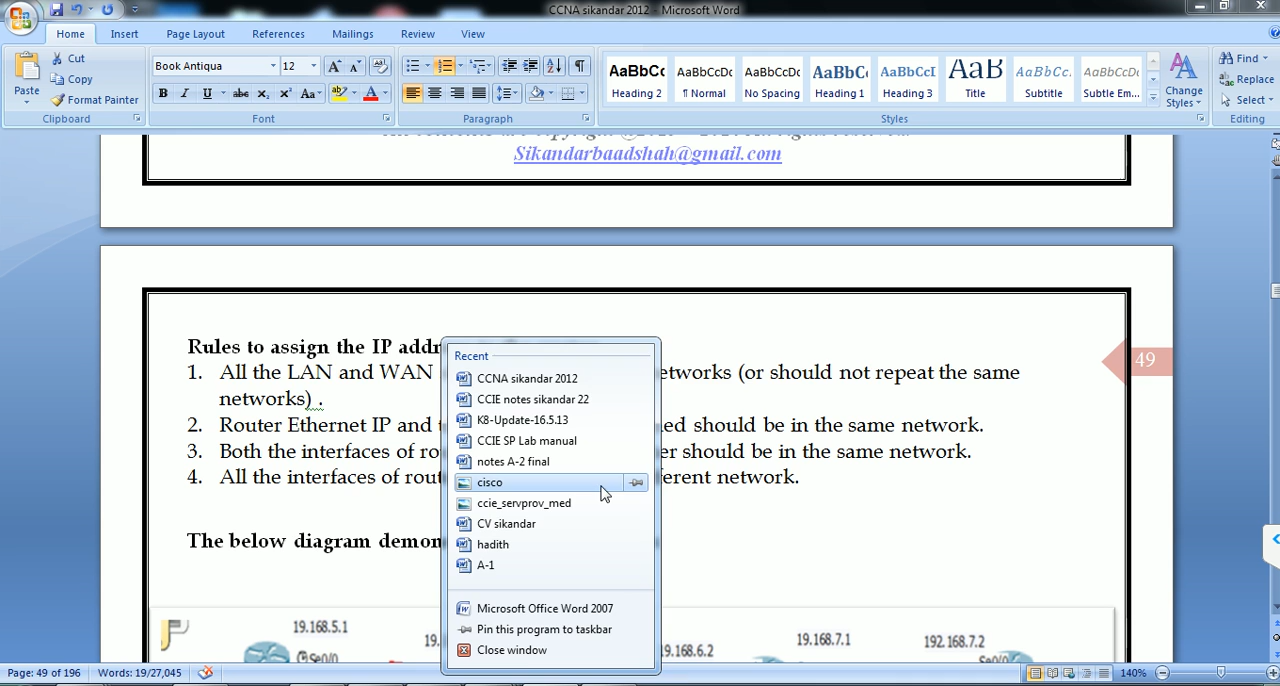 CCNA sikandar 2012 - Microsoft Word
Home Insert Page Layout References Mailings Review View
Paste Cut Copy Format Painter
Clipboard
Book Antiqua 12
B I U abc X₂ X² Aa
Font
Paragraph
AaBbCc AaBbCcDc AaBbCcDc AaBbC AaBbCcI AaB AaBbCc. AaBbCcDc
Heading 2 ¶ Normal No Spacing Heading 1 Heading 3 Title Subtitle Subtle Em...
Change Styles
Styles
Find
Replace
Select
Editing
Sikandarbaadshah@gmail.com
49
Rules to assign the IP addr
1. All the LAN and WAN etworks (or should not repeat the same
networks) .
2. Router Ethernet IP and ed should be in the same network.
3. Both the interfaces of ro er should be in the same network.
4. All the interfaces of rout erent network.
The below diagram demon
Recent
CCNA sikandar 2012
CCIE notes sikandar 22
K8-Update-16.5.13
CCIE SP Lab manual
notes A-2 final
cisco
ccie_servprov_med
CV sikandar
hadith
A-1
Microsoft Office Word 2007
Pin this program to taskbar
Close window
19.168.5.1
19.
19.168.6.2
19.168.7.1
192.168.7.2
Se0/0
Page: 49 of 196 Words: 19/27,045 140%